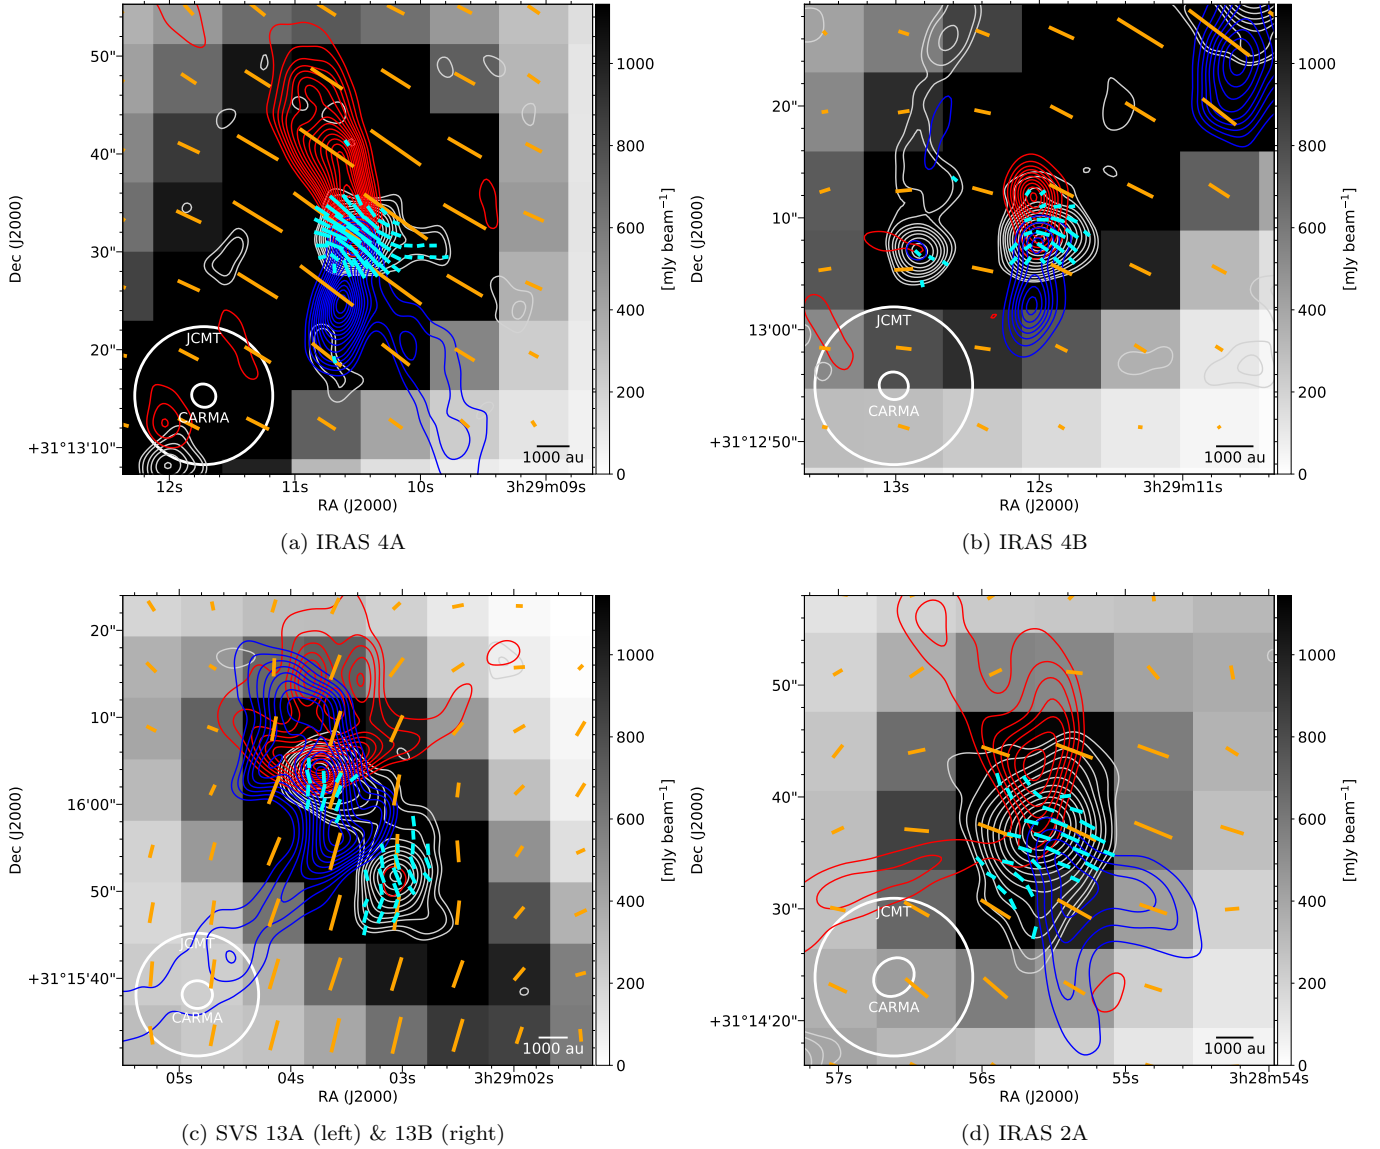 50"
40"
30"
20"
+31°13'10"
Dec (J2000)
12s 11s 10s 3h29m09s
RA (J2000)
JCMT
CARMA
1000 au
1000
800
600
400
200
0
[mJy beam⁻¹]
(a) IRAS 4A
20"
10"
13'00"
+31°12'50"
Dec (J2000)
13s 12s 3h29m11s
RA (J2000)
JCMT
CARMA
1000 au
1000
800
600
400
200
0
[mJy beam⁻¹]
(b) IRAS 4B
20"
10"
16'00"
50"
+31°15'40"
Dec (J2000)
05s 04s 03s 3h29m02s
RA (J2000)
JCMT
CARMA
1000 au
1000
800
600
400
200
0
[mJy beam⁻¹]
(c) SVS 13A (left) & 13B (right)
50"
40"
30"
+31°14'20"
Dec (J2000)
57s 56s 55s 3h28m54s
RA (J2000)
JCMT
CARMA
1000 au
1000
800
600
400
200
0
[mJy beam⁻¹]
(d) IRAS 2A